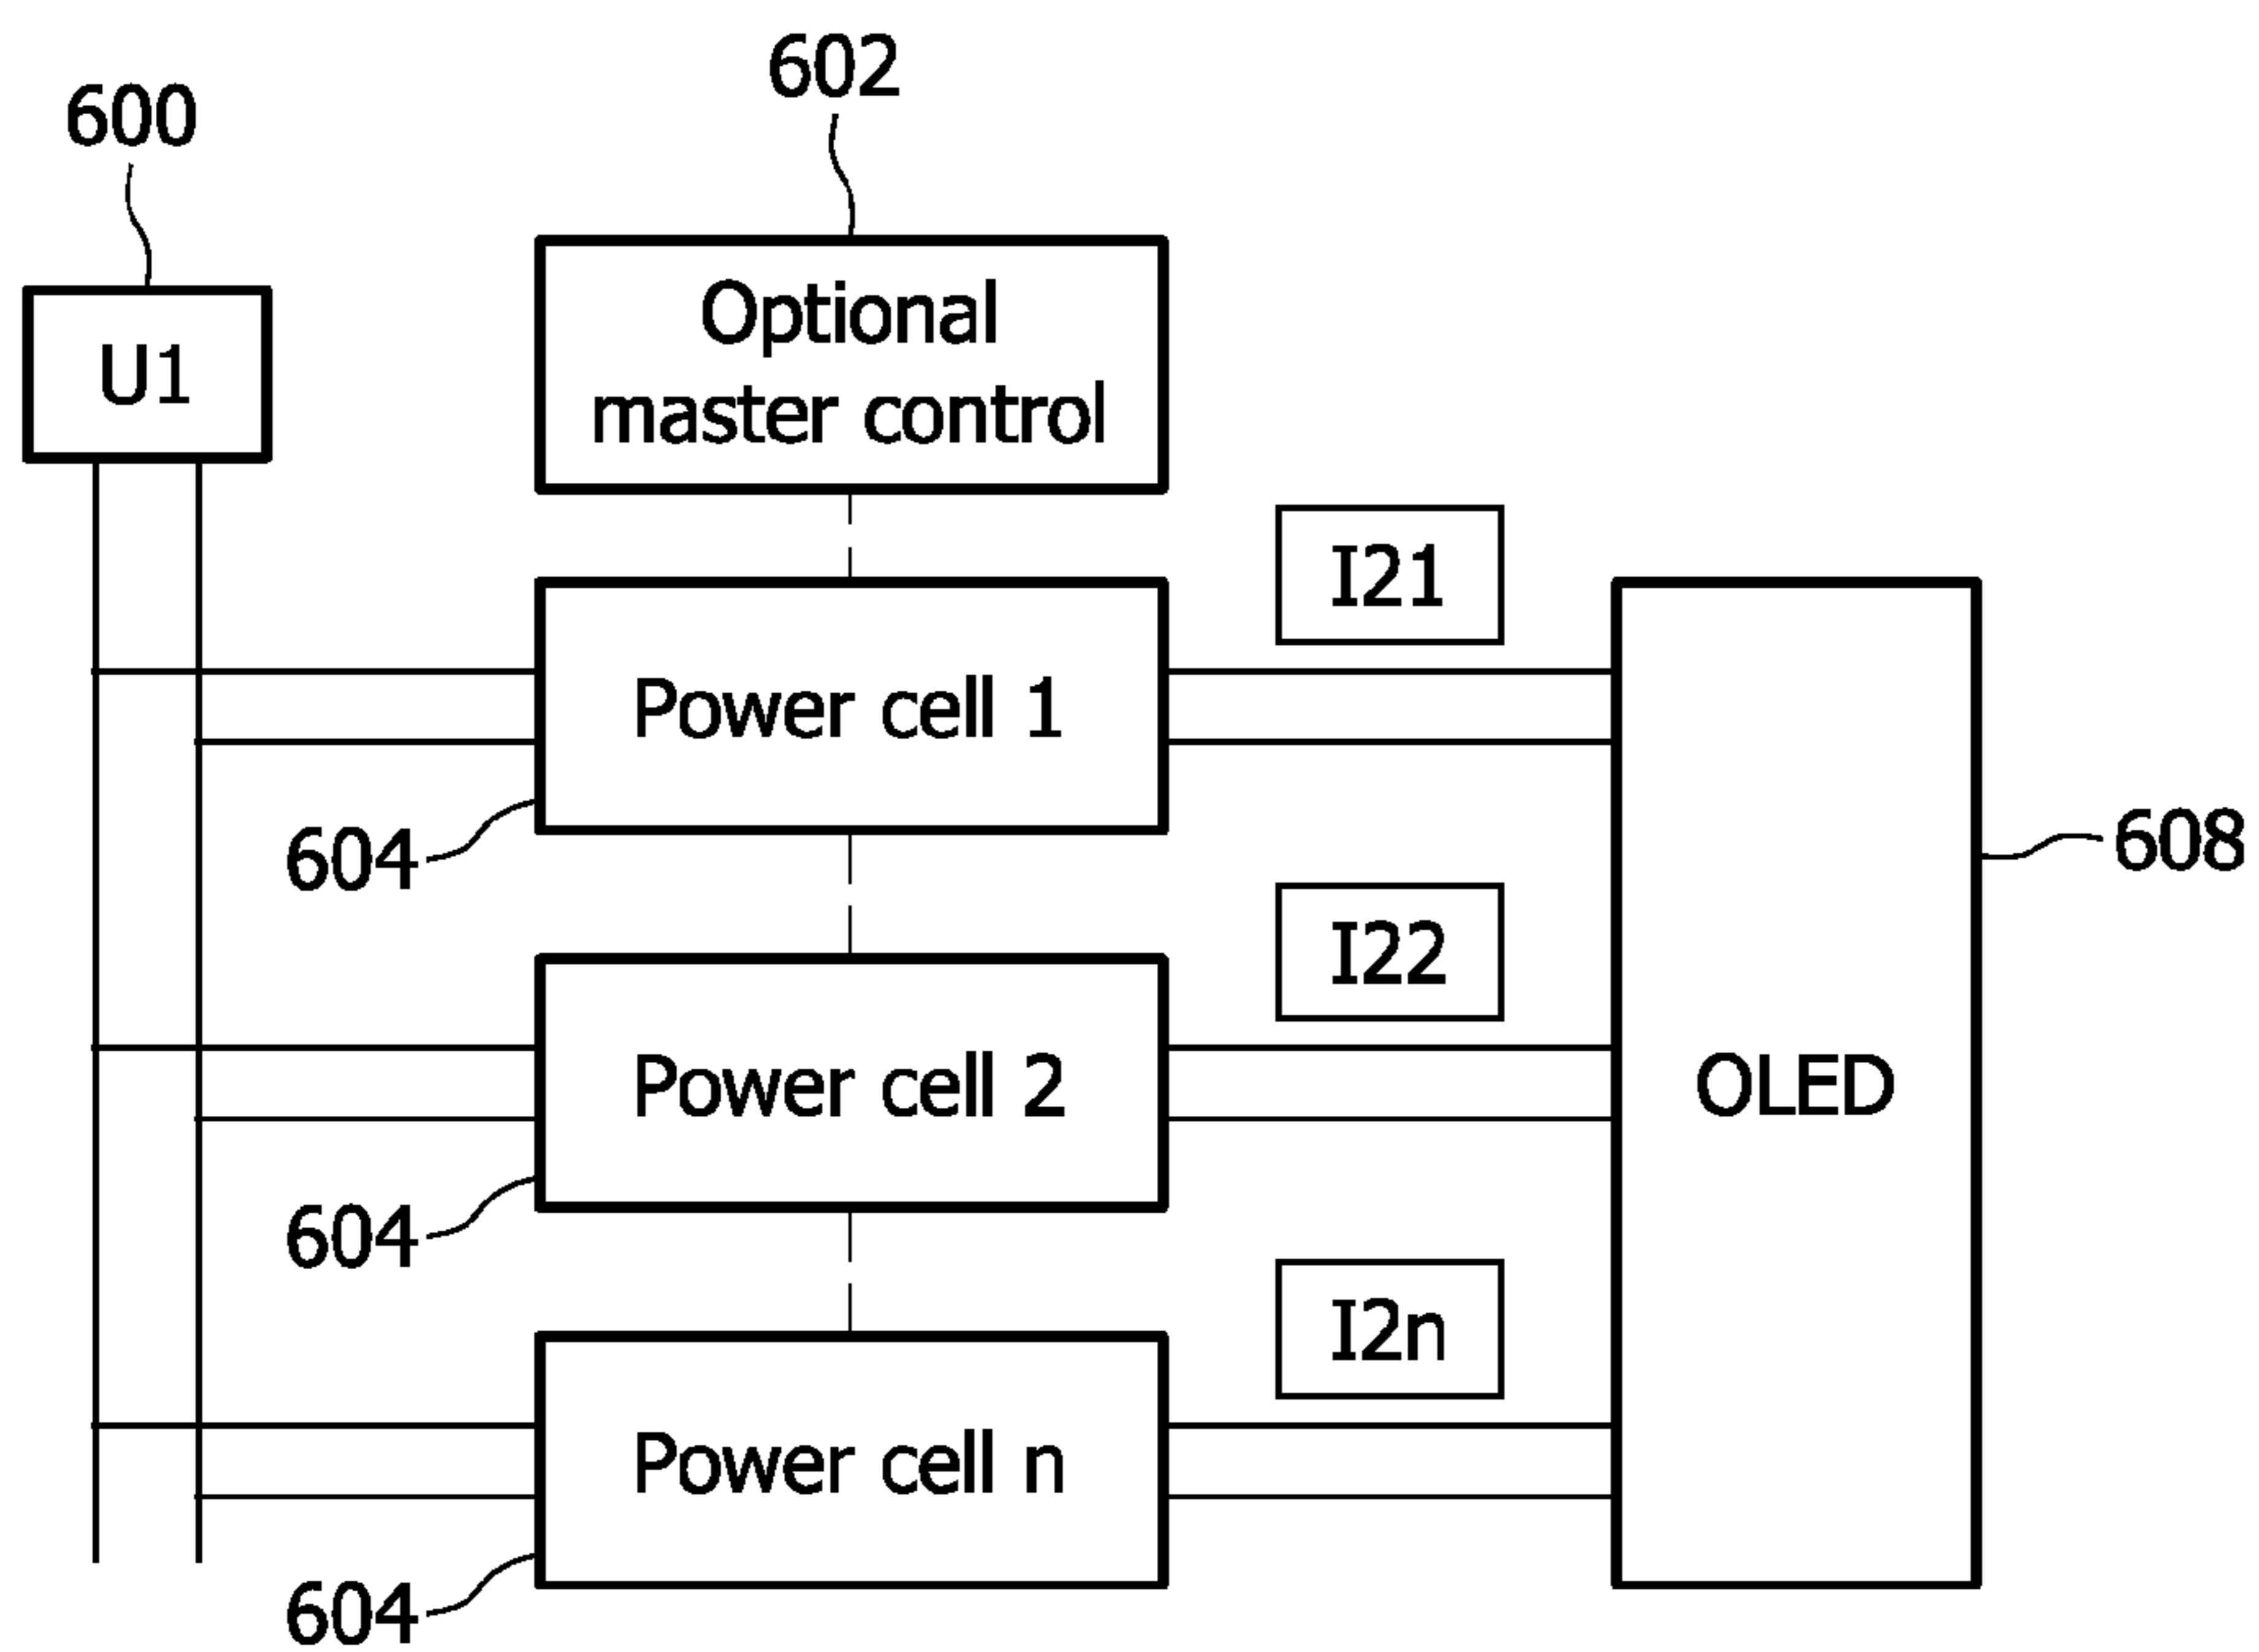 602
600
Optional
master control
U1
I21
Power cell 1
604
608
I22
Power cell 2
OLED
604
I2n
Power cell n
604